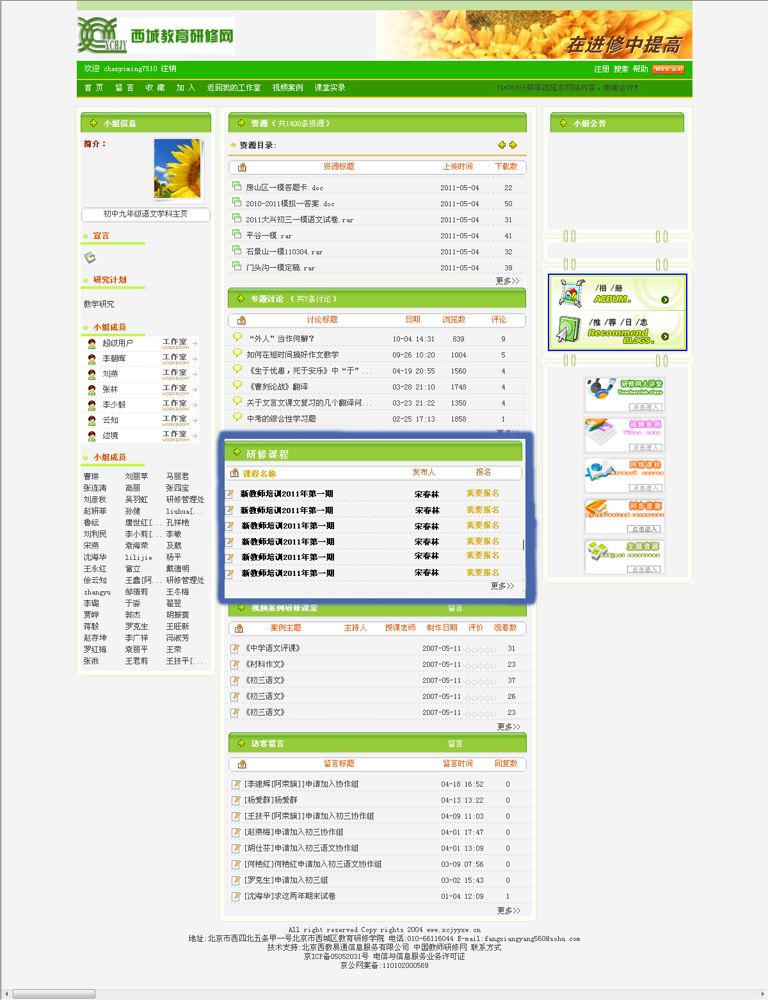 XCHJY 西城教育研修网
在进修中提高
欢迎 chenyiming7510 注销
注册 搜索 帮助 RSS 2.0
首 页 留 言 收 藏 加 入 返回我的工作室 视频案例 课堂实录
24*768分辨率浏览本网站内容，谢谢合作!
小组信息
简介：
初中九年级语文学科主页
宣言
研究计划
教学研究
小组成员
超级用户 工作室 WORKROOM
李朝晖 工作室 WORKROOM
刘燕 工作室 WORKROOM
张林 工作室 WORKROOM
李少毅 工作室 WORKROOM
云知 工作室 WORKROOM
边境 工作室 WORKROOM
小组成员
曹琳 刘丽苹 马丽君
张连涛 高丽 张四宝
刘彦秋 吴羽虹 研修管理处
赵妍菲 孙健 liuhua[...
鲁纭 唐世红[... 孔祥艳
刘利民 李小莉[... 李敏
宋燕 袁海荣 及葳
沈海华 lilijie 杨平
王永红 富立 戴德明
徐云知 王鑫[阿... 研修管理处
zhangyu 邹倩莉 王冬梅
李璐 于淼 翟翌
贾晔 郭杰 胡振寰
蒋毅 罗克生 王旺新
赵存坤 李广祥 冯淑芳
罗红梅 袁丽平 王荣
张湫 王君莉 王技平[...
资源（共1400条资源）
资源目录:
资源标题 上传时间 下载数
房山区一模答题卡.doc 2011-05-04 22
2010-2011模拟一答案.doc 2011-05-04 50
2011大兴初三一模语文试卷.rar 2011-05-04 31
平谷一模.rar 2011-05-04 41
石景山一模110304.rar 2011-05-04 32
门头沟一模定稿.rar 2011-05-04 39
更多>>
专题讨论 （共7条讨论）
讨论标题 日期 浏览数 评论
“外人”当作何解? 10-04 14:31 839 9
如何在短时间搞好作文教学 09-26 10:20 1004 5
《生于忧患，死于安乐》中“于”... 04-19 20:55 1560 4
《曹刿论战》翻译 03-28 21:10 1748 4
关于文言文课文复习的几个翻译问... 03-23 21:22 1350 4
中考的综合性学习题 02-25 17:13 1858 1
更多>>
研修课程
课程名称 发布人 报名
新教师培训2011年第一期 宋春林 我要报名
新教师培训2011年第一期 宋春林 我要报名
新教师培训2011年第一期 宋春林 我要报名
新教师培训2011年第一期 宋春林 我要报名
新教师培训2011年第一期 宋春林 我要报名
新教师培训2011年第一期 宋春林 我要报名
更多>>
视频案例研修课堂 留言
案例主题 主持人 授课老师 制作日期 评价 观看数
《中学语文评课》 2007-05-11 31
《材料作文》 2007-05-11 23
《初三语文》 2007-05-11 37
《初三语文》 2007-05-11 26
《初三语文》 2007-05-11 23
更多>>
访客留言 留言
留言标题 留言时间 回复数
[李建辉[阿荣旗]]申请加入协作组 04-18 16:52 0
[杨爱群]杨爱群 04-13 13:22 0
[王技平[阿荣旗]]申请加入初三协作组 04-09 11:03 0
[赵燕梅]申请加入初三协作组 04-01 17:47 0
[胡仕芬]申请加入初三语文协作组 04-01 13:09 0
[何艳红]何艳红申请加入初三语文协作组 03-09 07:56 0
[罗克生]申请加入初三组 03-02 15:43 0
[沈海华]求这两年期末试卷 01-04 12:09 1
更多>>
小组公告
/相 /册
ACBUM.
/推 /荐 /日 /志
Recommend
BLOGS.
研修网大讲堂
Teacherclub class
点击进入
视频案例
Video case
点击进入
网络课程
Network course
点击进入
同步资源
Synchronized resources
点击进入
主题资源
Subject resources
点击进入
All right reserved Copy rights 2004 www.xcjyyxw.cn
地址:北京市西四北五条甲一号北京市西城区教育研修学院 电话:010-66116044 E-mail:fangxiangyang560@sohu.com
技术支持:北京西教易通信息服务有限公司 中国教师研修网 联系方式
京ICP备05052031号 电信与信息服务业务许可证
京公网案备:110102000569